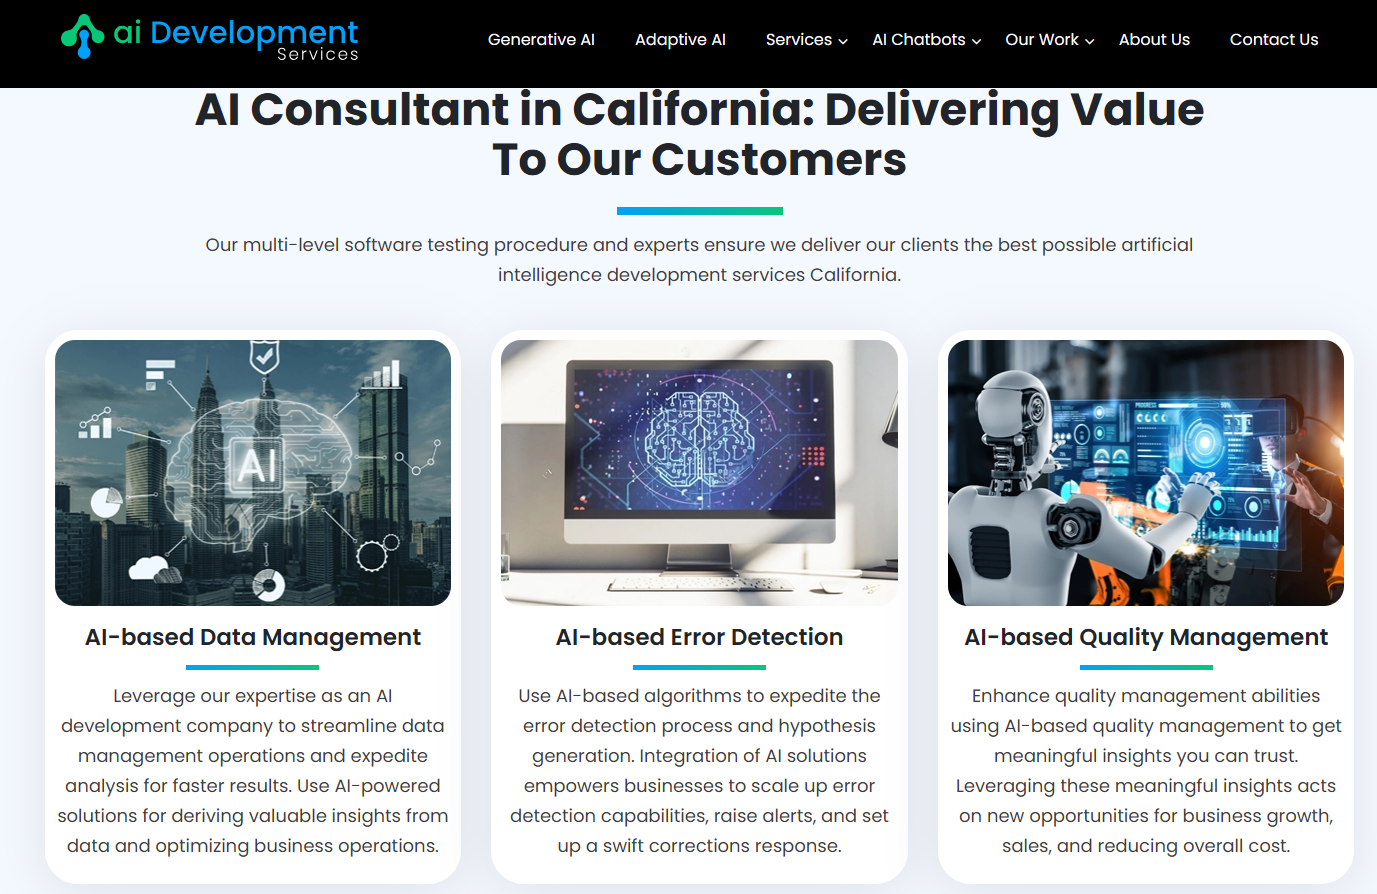 ai Development
Services
Generative AI
Adaptive AI
Services
AI Chatbots
Our Work
About Us
Contact Us
AI Consultant in California: Delivering Value
To Our Customers
Our multi-level software testing procedure and experts ensure we deliver our clients the best possible artificial
intelligence development services California.
AI
PROGRESS
50%
AI-based Data Management
Leverage our expertise as an AI
development company to streamline data
management operations and expedite
analysis for faster results. Use AI-powered
solutions for deriving valuable insights from
data and optimizing business operations.
AI-based Error Detection
Use AI-based algorithms to expedite the
error detection process and hypothesis
generation. Integration of AI solutions
empowers businesses to scale up error
detection capabilities, raise alerts, and set
up a swift corrections response.
AI-based Quality Management
Enhance quality management abilities
using AI-based quality management to get
meaningful insights you can trust.
Leveraging these meaningful insights acts
on new opportunities for business growth,
sales, and reducing overall cost.